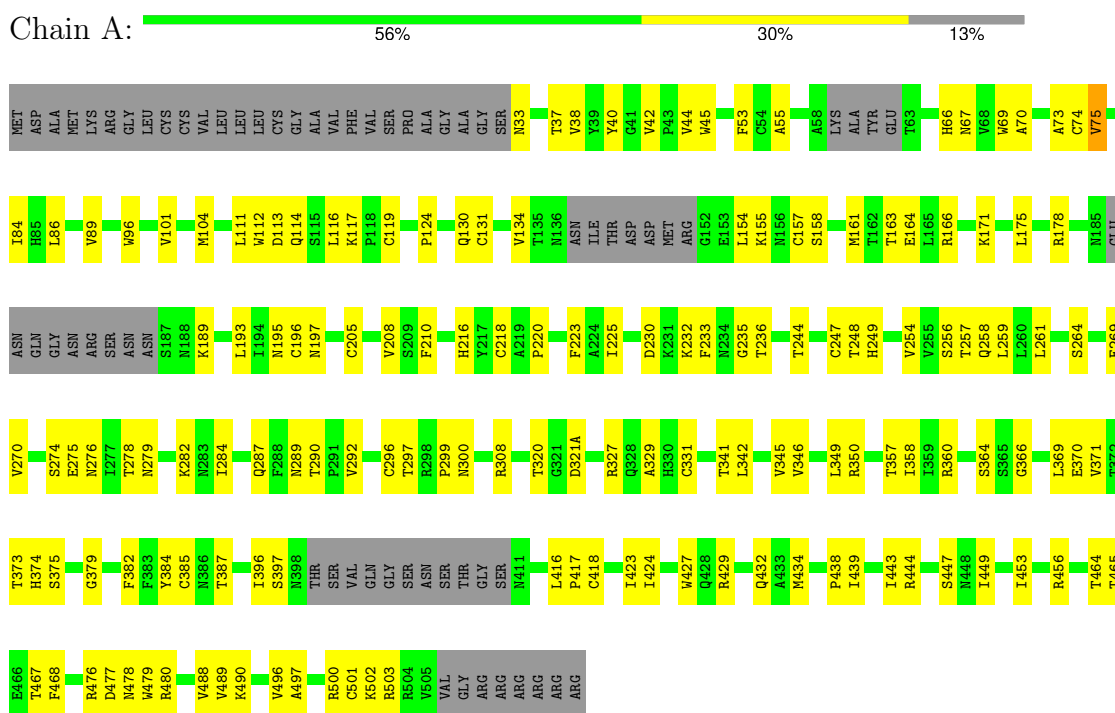 Chain A:
56% 30% 13%
MET ASP ALA MET LYS ARG GLY LEU CYS CYS VAL LEU LEU LEU CYS GLY ALA VAL PHE VAL SER PRO ALA GLY ALA GLY SER N33 T37 V38 Y39 Y40 G41 V42 P43 V44 W45 F53 C54 A55 A58 LYS ALA TYR GLU T63 H66 N67 V68 W69 A70 A73 C74 V75
I84 H85 L86 V89 W96 V101 M104 L111 W112 D113 Q114 S115 L116 K117 P118 C119 P124 Q130 C131 V134 T135 N136 ASN ILE THR ASP ASP MET ARG G152 E153 L154 K155 N156 C157 S158 M161 T162 T163 E164 L165 R166 K171 L175 R178 N185 GLU
ASN GLN GLY ASN ARG SER ASN ASN S187 N188 K189 L193 I194 N195 C196 N197 C205 V208 S209 F210 H216 Y217 C218 A219 P220 F223 A224 I225 D230 K231 K232 F233 N234 G235 T236 T244 C247 T248 H249 V254 V255 S256 T257 Q258 L259 L260 L261 S264 E269
V270 S274 E275 N276 I277 T278 N279 K282 N283 I284 Q287 F288 N289 T290 P291 V292 C296 T297 R298 P299 N300 R308 T320 G321 D321A R327 Q328 A329 H330 C331 T341 L342 V345 V346 L349 R350 T357 I358 I359 R360 S364 S365 G366 L369 E370 V371 T372
T373 H374 S375 G379 F382 F383 Y384 C385 N386 T387 I396 S397 N398 THR SER VAL GLN GLY SER ASN SER THR GLY SER N411 L416 P417 C418 I423 I424 W427 Q428 R429 Q432 A433 M434 P438 I439 I443 R444 S447 N448 I449 I453 R456 T464 T465
E466 T467 F468 R476 D477 N478 W479 R480 V488 V489 K490 V496 A497 R500 C501 K502 R503 R504 V505 VAL GLY ARG ARG ARG ARG ARG ARG